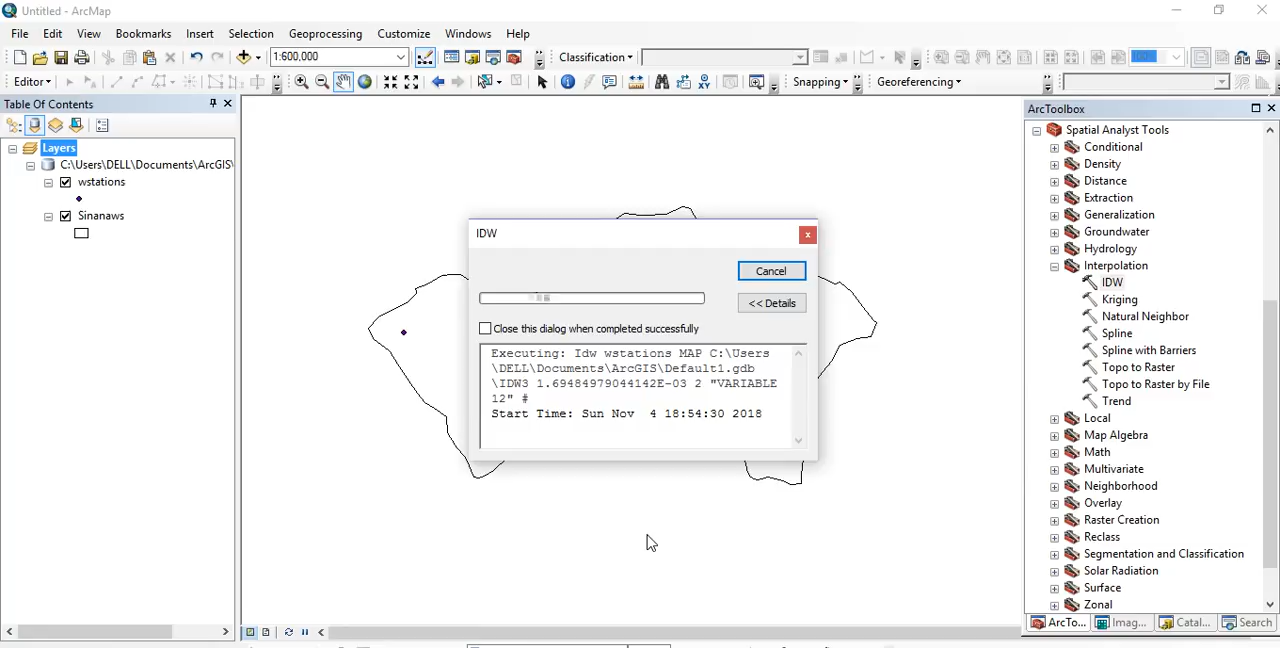 Untitled - ArcMap
File Edit View Bookmarks Insert Selection Geoprocessing Customize Windows Help
1:600,000 Classification
Editor Snapping Georeferencing
Table Of Contents
Layers
C:\Users\DELL\Documents\ArcGIS\
wstations
Sinanaws
IDW
Cancel
<< Details
Close this dialog when completed successfully
Executing: Idw wstations MAP C:\Users
\DELL\Documents\ArcGIS\Default1.gdb
\IDW3 1.69484979044142E-03 2 "VARIABLE
12" #
Start Time: Sun Nov 4 18:54:30 2018
ArcToolbox
Spatial Analyst Tools
Conditional
Density
Distance
Extraction
Generalization
Groundwater
Hydrology
Interpolation
IDW
Kriging
Natural Neighbor
Spline
Spline with Barriers
Topo to Raster
Topo to Raster by File
Trend
Local
Map Algebra
Math
Multivariate
Neighborhood
Overlay
Raster Creation
Reclass
Segmentation and Classification
Solar Radiation
Surface
Zonal
ArcTo... Imag... Catal... Search